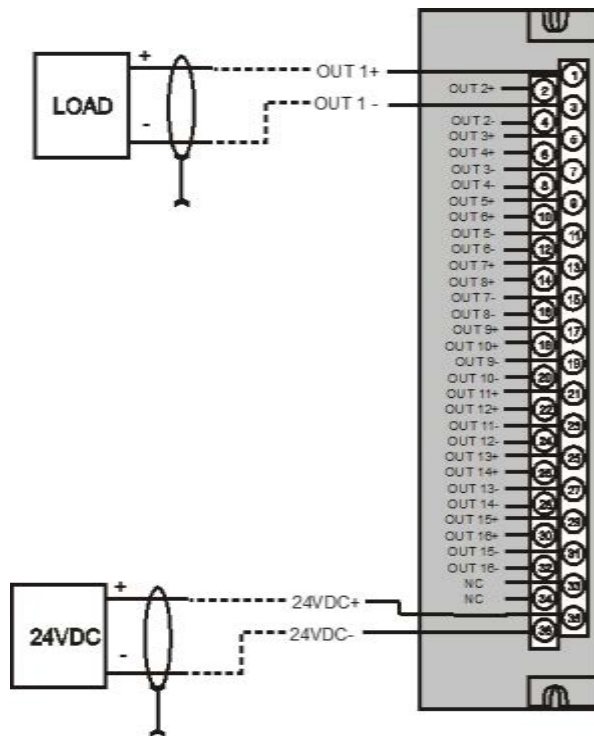 +
LOAD
-
OUT 1+
OUT 1 -
OUT 2+
OUT 2-
OUT 3+
OUT 4+
OUT 3-
OUT 4-
OUT 5+
OUT 6+
OUT 5-
OUT 6-
OUT 7+
OUT 8+
OUT 7-
OUT 8-
OUT 9+
OUT 10+
OUT 9-
OUT 10-
OUT 11+
OUT 12+
OUT 11-
OUT 12-
OUT 13+
OUT 14+
OUT 13-
OUT 14-
OUT 15+
OUT 16+
OUT 15-
OUT 16-
NC
NC
+
24VDC
-
24VDC+
24VDC-
1
2
3
4
5
6
7
8
9
10
11
12
13
14
15
16
17
18
19
20
21
22
23
24
25
26
27
28
29
30
31
32
33
34
35
36